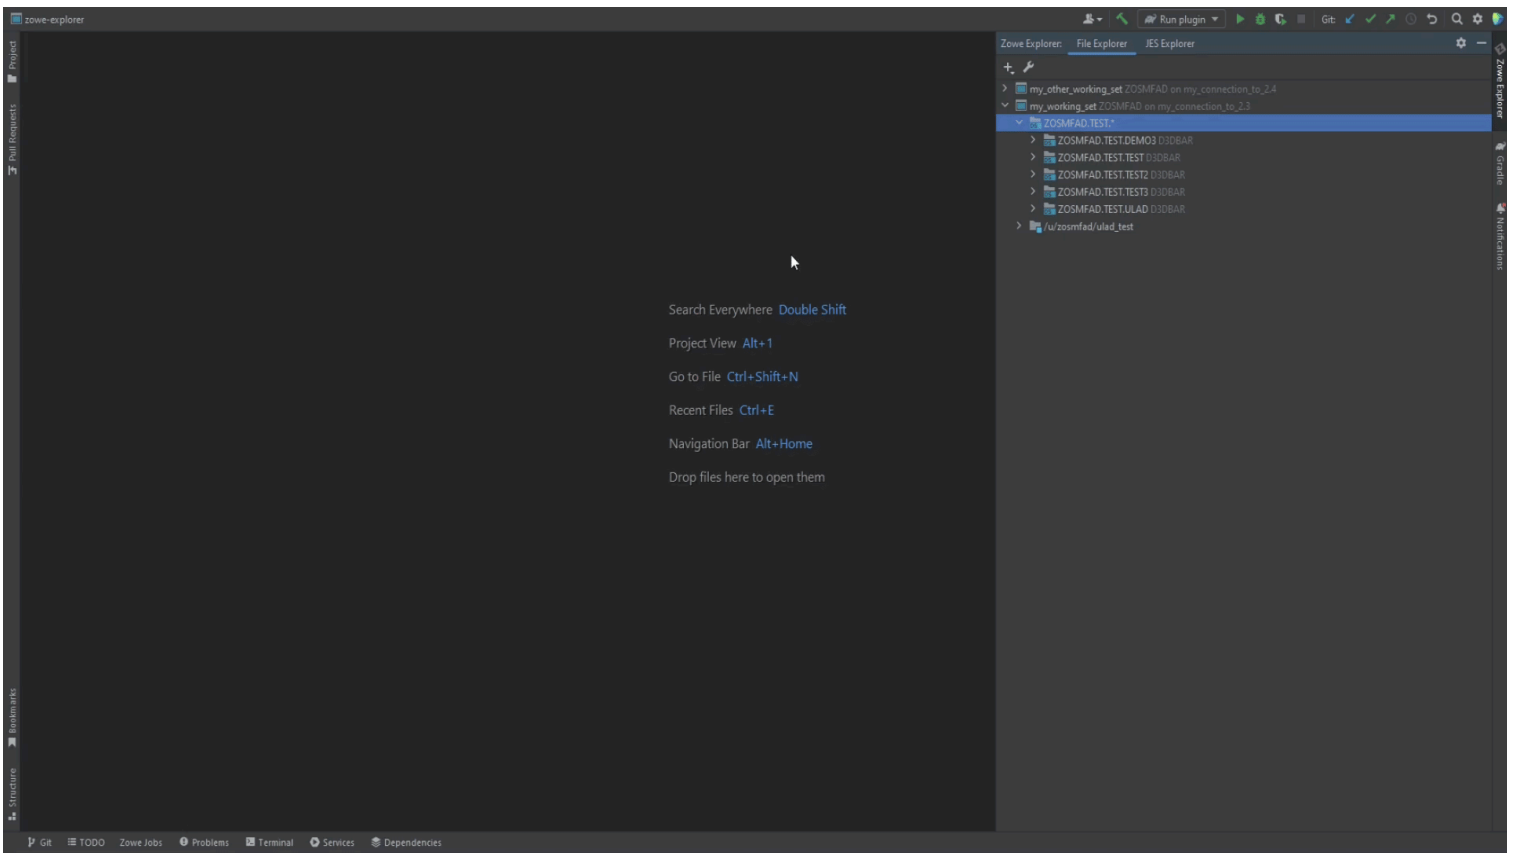 zowe-explorer
Run plugin
Git:
Project
Pull Requests
Bookmarks
Structure
Zowe Explorer: File Explorer JES Explorer
my_other_working_set ZOSMFAD on my_connection_to_2.4
my_working_set ZOSMFAD on my_connection_to_2.3
ZOSMFAD.TEST.*
ZOSMFAD.TEST.DEMO3 D3DBAR
ZOSMFAD.TEST.TEST D3DBAR
ZOSMFAD.TEST.TEST2 D3DBAR
ZOSMFAD.TEST.TEST3 D3DBAR
ZOSMFAD.TEST.ULAD D3DBAR
/u/zosmfad/ulad_test
Zowe Explorer
Gradle
Notifications
Search Everywhere Double Shift
Project View Alt+1
Go to File Ctrl+Shift+N
Recent Files Ctrl+E
Navigation Bar Alt+Home
Drop files here to open them
Git TODO Zowe Jobs Problems Terminal Services Dependencies